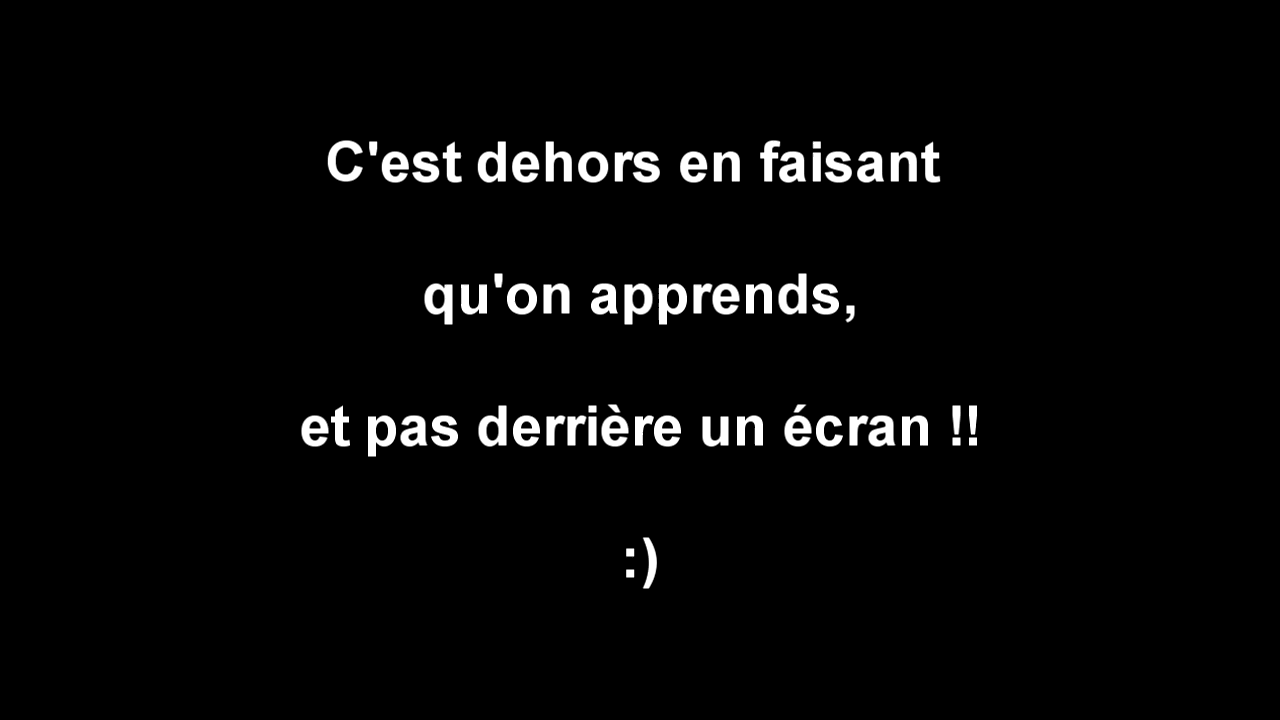 C'est dehors en faisant
qu'on apprends,
et pas derrière un écran !!
:)